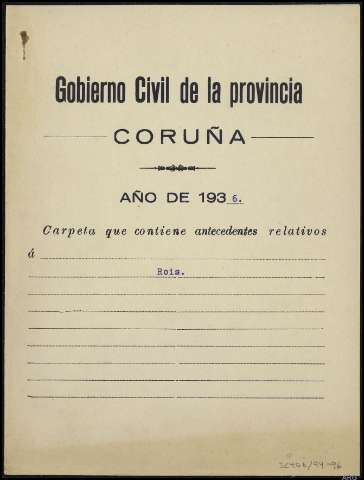 Gobierno Civil de la provincia
CORUÑA
AÑO DE 1936.
Carpeta que contiene antecedentes relativos
á
Rois.